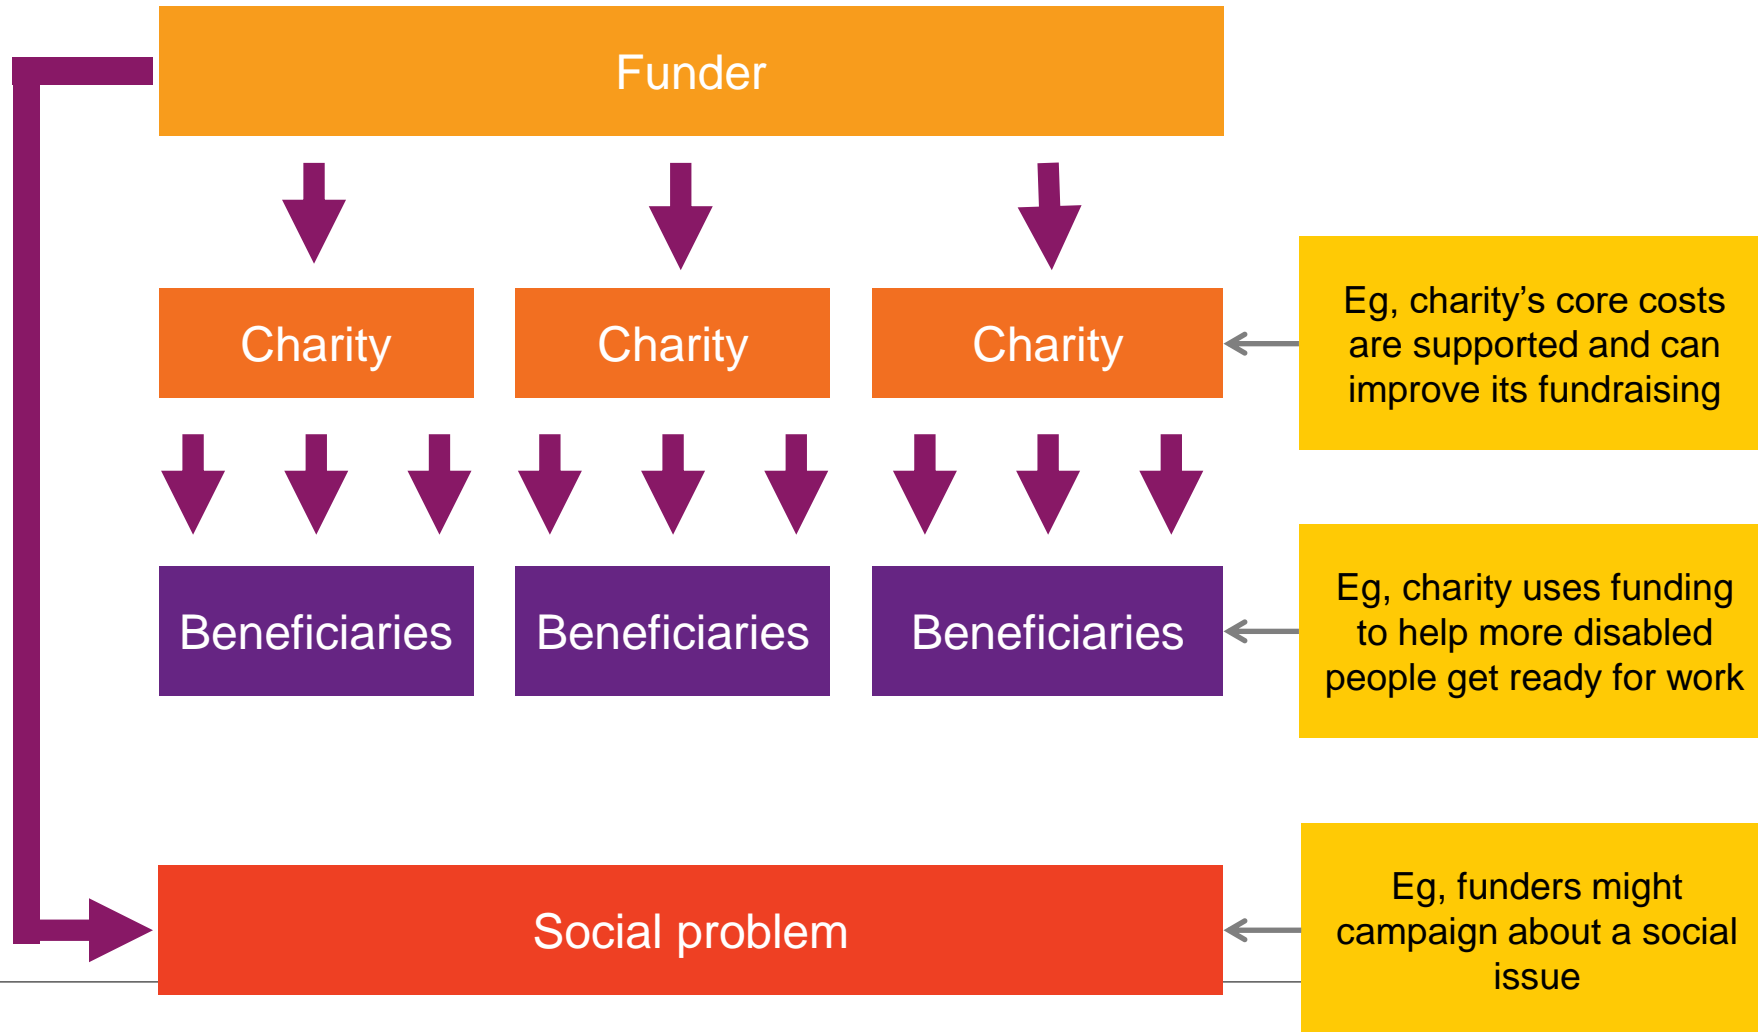 Funder
Charity
Charity
Charity
Eg, charity’s core costs
are supported and can
improve its fundraising
Beneficiaries
Beneficiaries
Beneficiaries
Eg, charity uses funding
to help more disabled
people get ready for work
Social problem
Eg, funders might
campaign about a social
issue